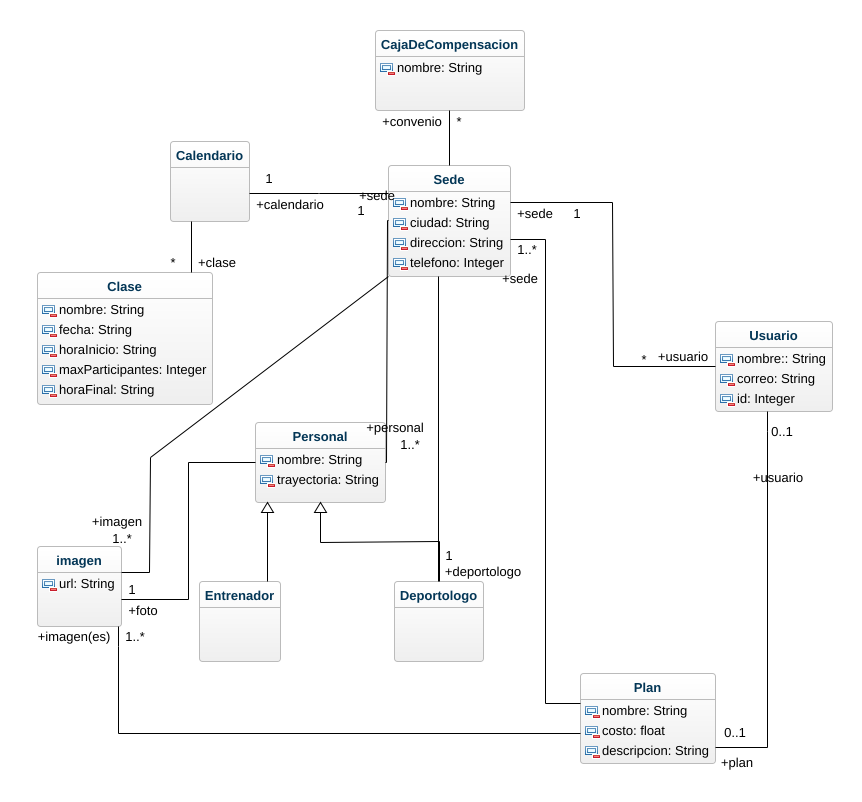 CajaDeCompensacion
nombre: String
+convenio
*
Calendario
1
+calendario
+sede
1
Sede
nombre: String
ciudad: String
direccion: String
telefono: Integer
+sede
1
1..*
+sede
*
+clase
Clase
nombre: String
fecha: String
horaInicio: String
maxParticipantes: Integer
horaFinal: String
*
+usuario
Usuario
nombre:: String
correo: String
id: Integer
0..1
+usuario
Personal
nombre: String
trayectoria: String
+personal
1..*
+imagen
1..*
imagen
url: String
1
+foto
+imagen(es)
1..*
Entrenador
1
+deportologo
Deportologo
Plan
nombre: String
costo: float
descripcion: String
0..1
+plan